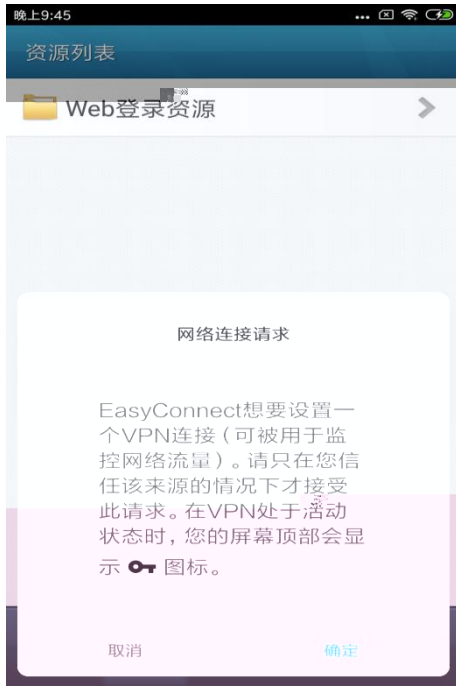 晚上9:45
资源列表
Web登录资源
网络连接请求
EasyConnect想要设置一
个VPN连接（可被用于监
控网络流量）。请只在您信
任该来源的情况下才接受
此请求。在VPN处于活动
状态时，您的屏幕顶部会显
示 图标。
取消 确定